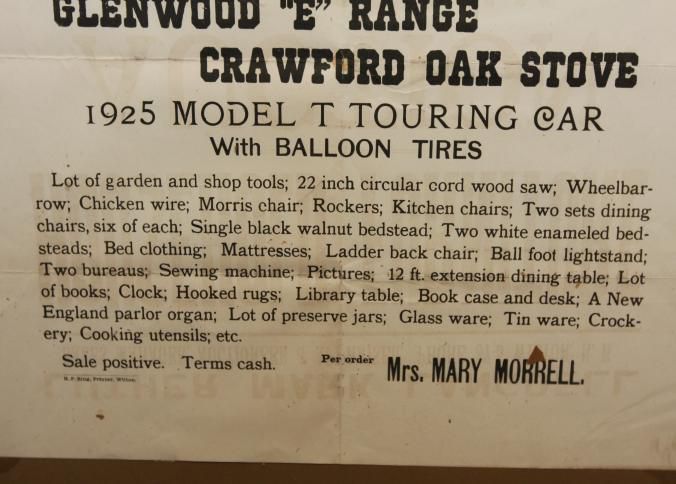 GLENWOOD "E" RANGE
CRAWFORD OAK STOVE
1925 MODEL T TOURING CAR
With BALLOON TIRES
Lot of garden and shop tools; 22 inch circular cord wood saw; Wheelbar-
row; Chicken wire; Morris chair; Rockers; Kitchen chairs; Two sets dining
chairs, six of each; Single black walnut bedstead; Two white enameled bed-
steads; Bed clothing; Mattresses; Ladder back chair; Ball foot lightstand;
Two bureaus; Sewing machine; Pictures; 12 ft. extension dining table; Lot
of books; Clock; Hooked rugs; Library table; Book case and desk; A New
England parlor organ; Lot of preserve jars; Glass ware; Tin ware; Crock-
ery; Cooking utensils; etc.
Sale positive. Terms cash. Per order Mrs. MARY MORRELL.
Printer, Wilton.